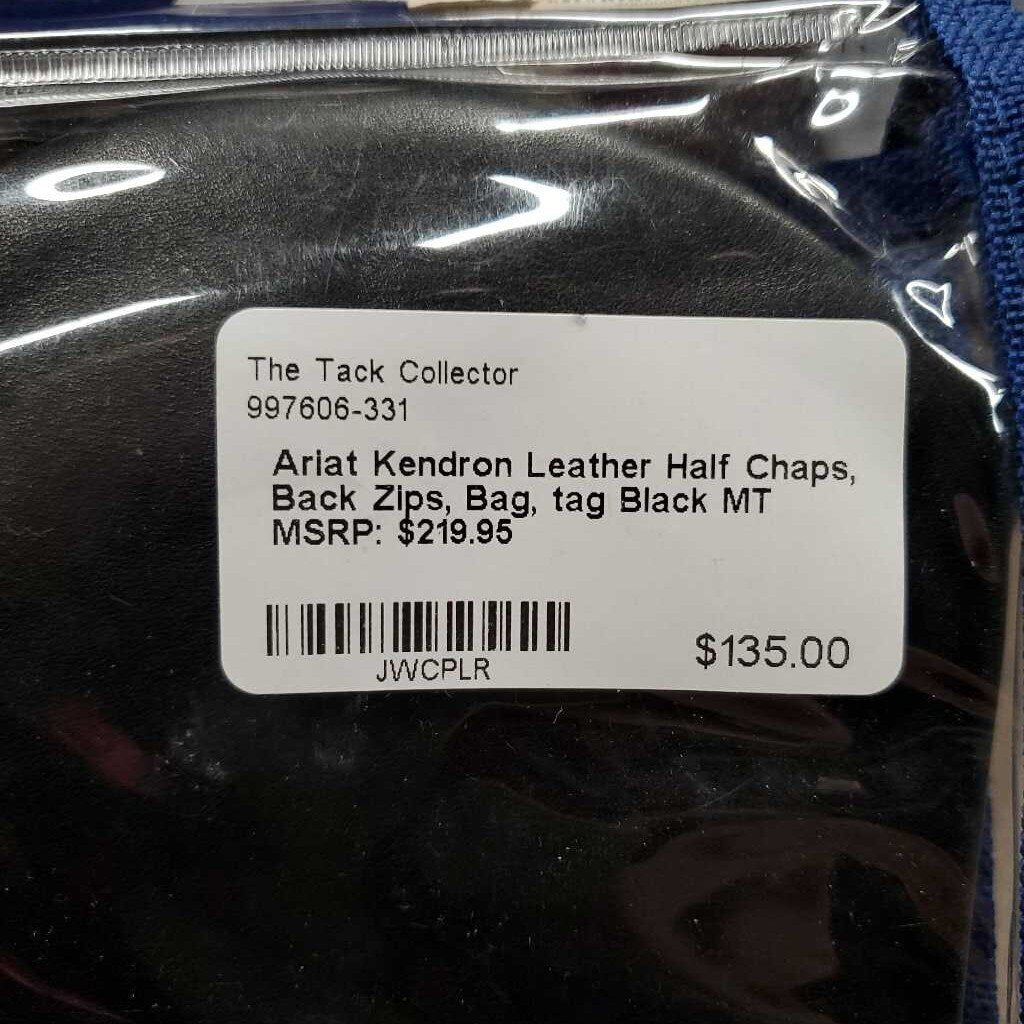 The Tack Collector
997606-331
Ariat Kendron Leather Half Chaps,
Back Zips, Bag, tag Black MT
MSRP: $219.95
JWCPLR
$135.00